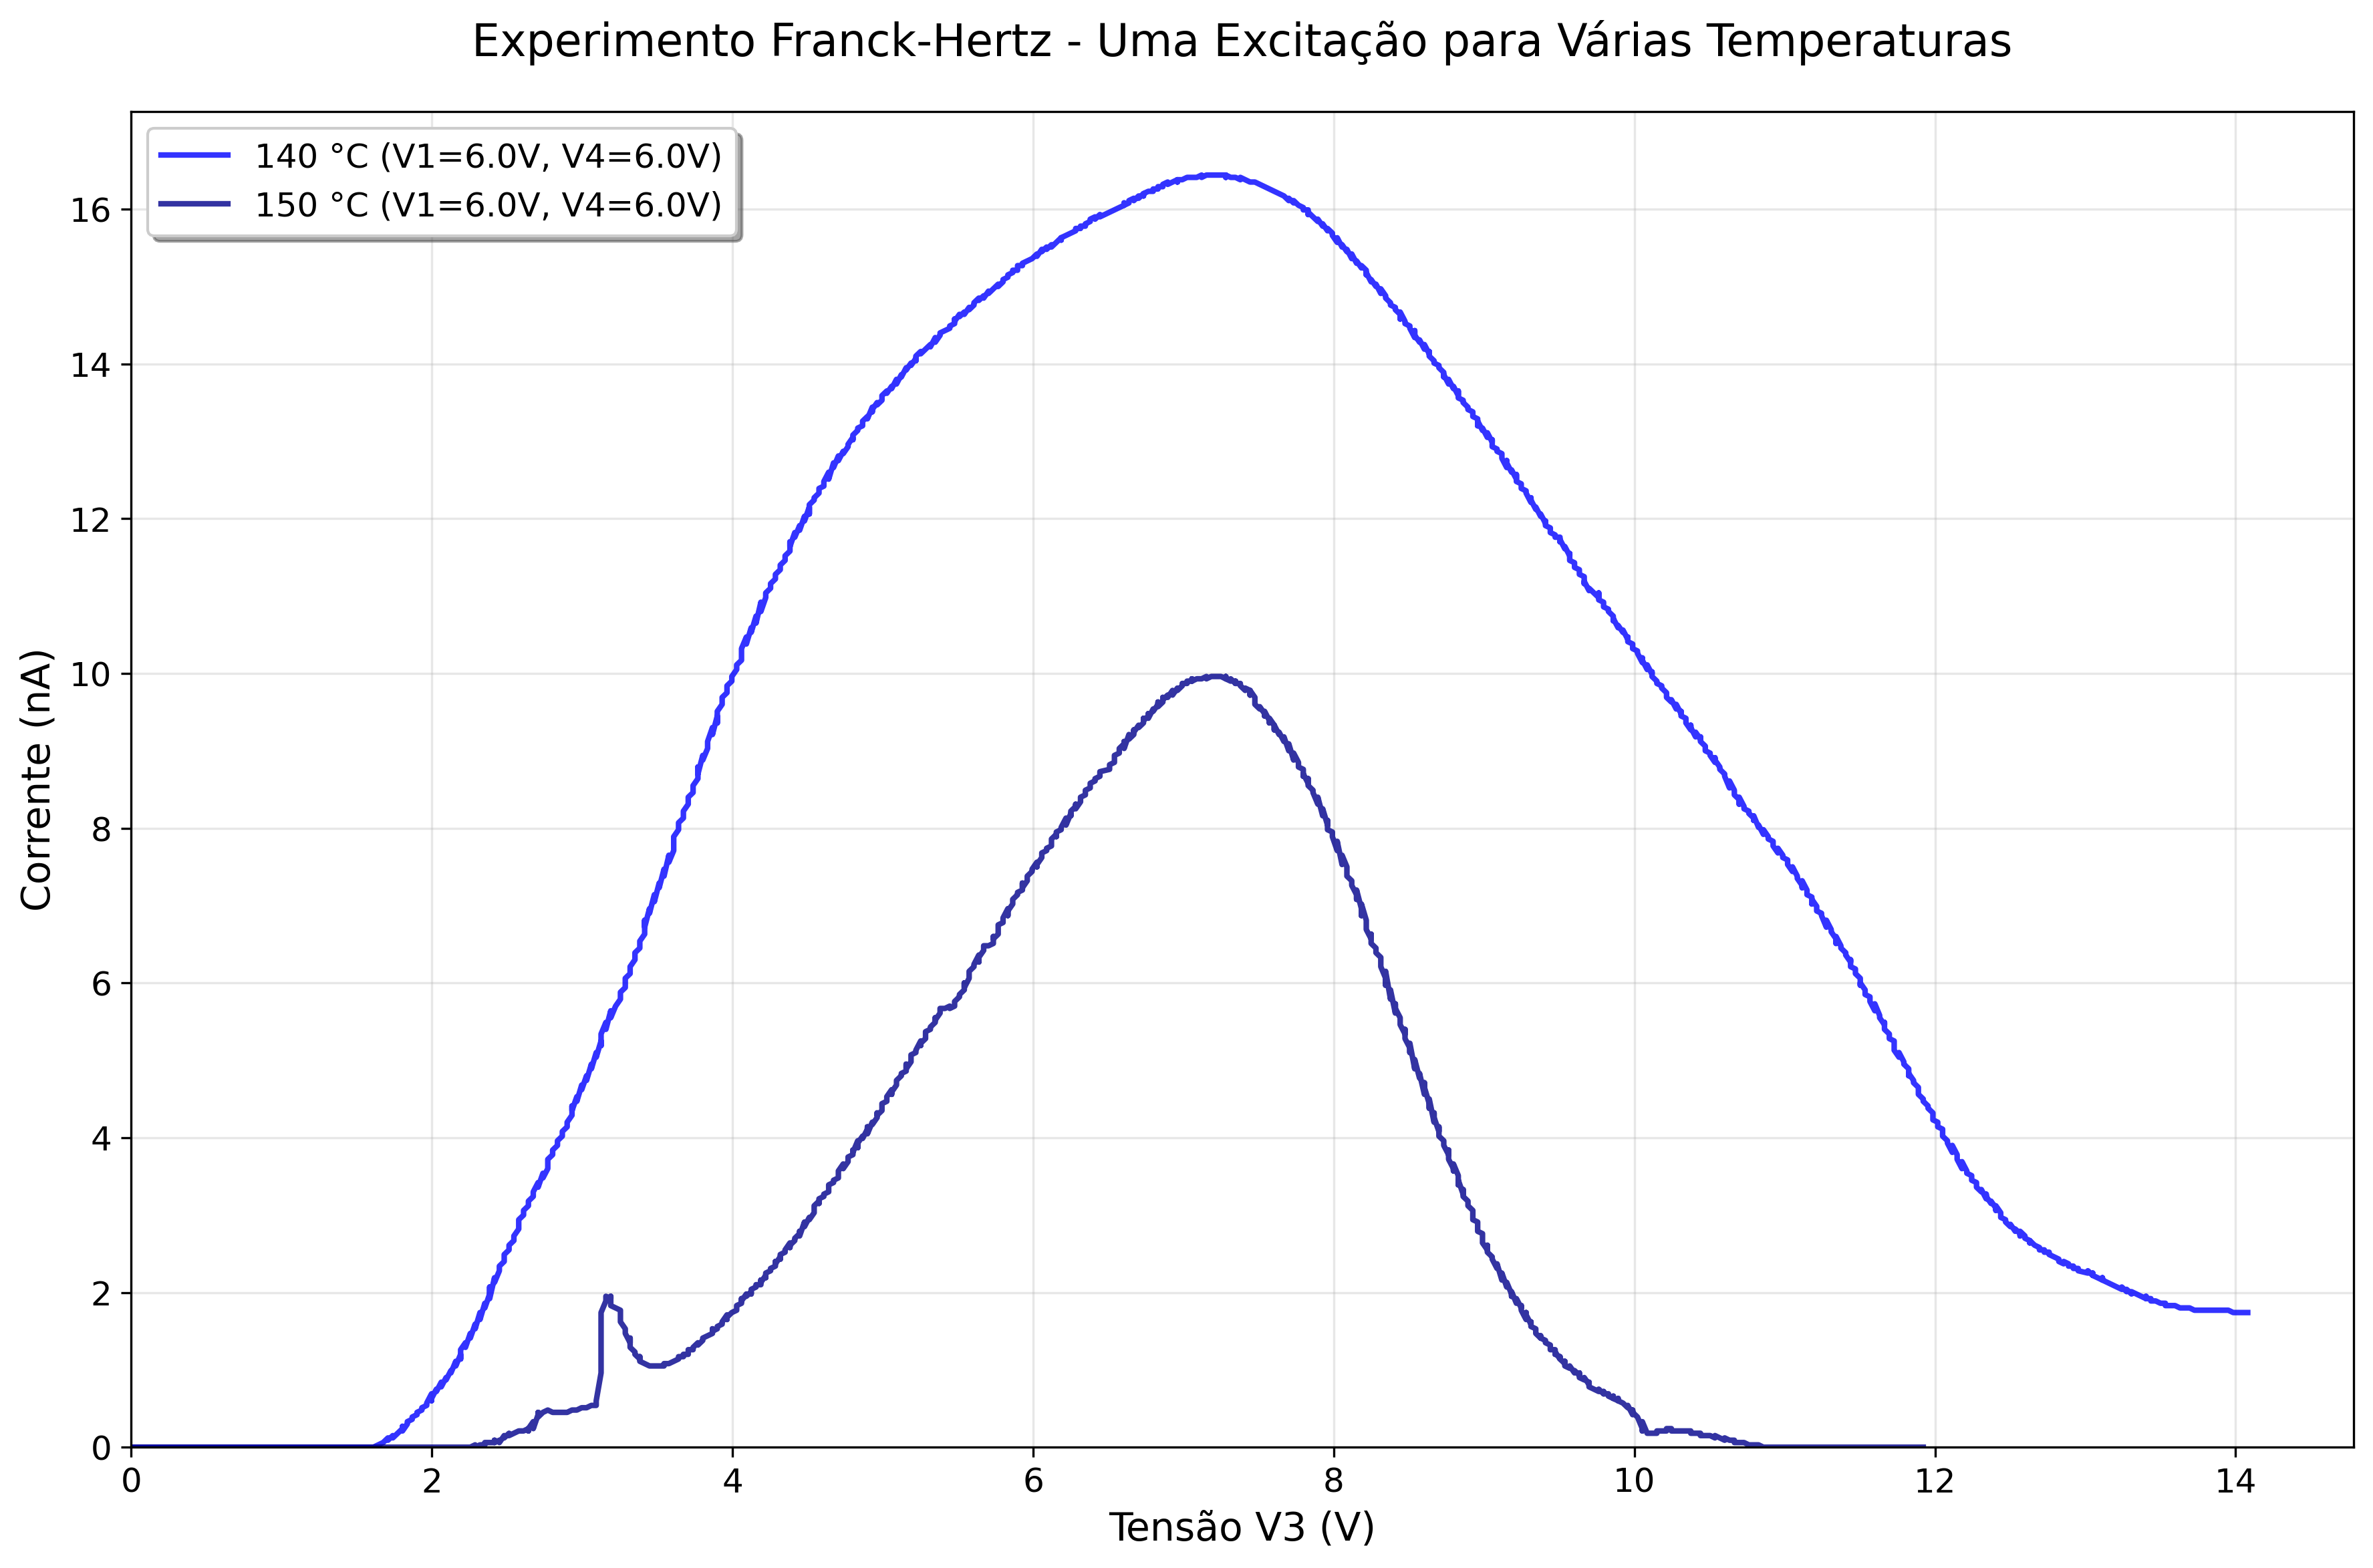 Experimento Franck-Hertz - Uma Excitação para Várias Temperaturas
140 °C (V1=6.0V, V4=6.0V)
150 °C (V1=6.0V, V4=6.0V)
Corrente (nA)
16
14
12
10
8
6
4
2
0
0 2 4 6 8 10 12 14
Tensão V3 (V)